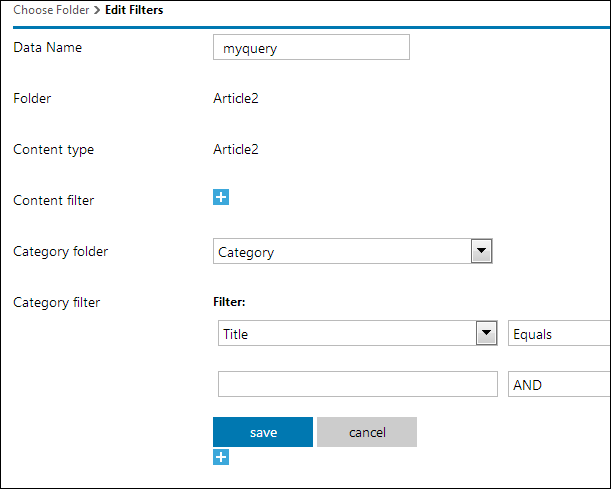 Choose Folder > Edit Filters
Data Name myquery
Folder Article2
Content type Article2
Content filter
Category folder Category
Category filter Filter:
Title Equals
AND
save cancel